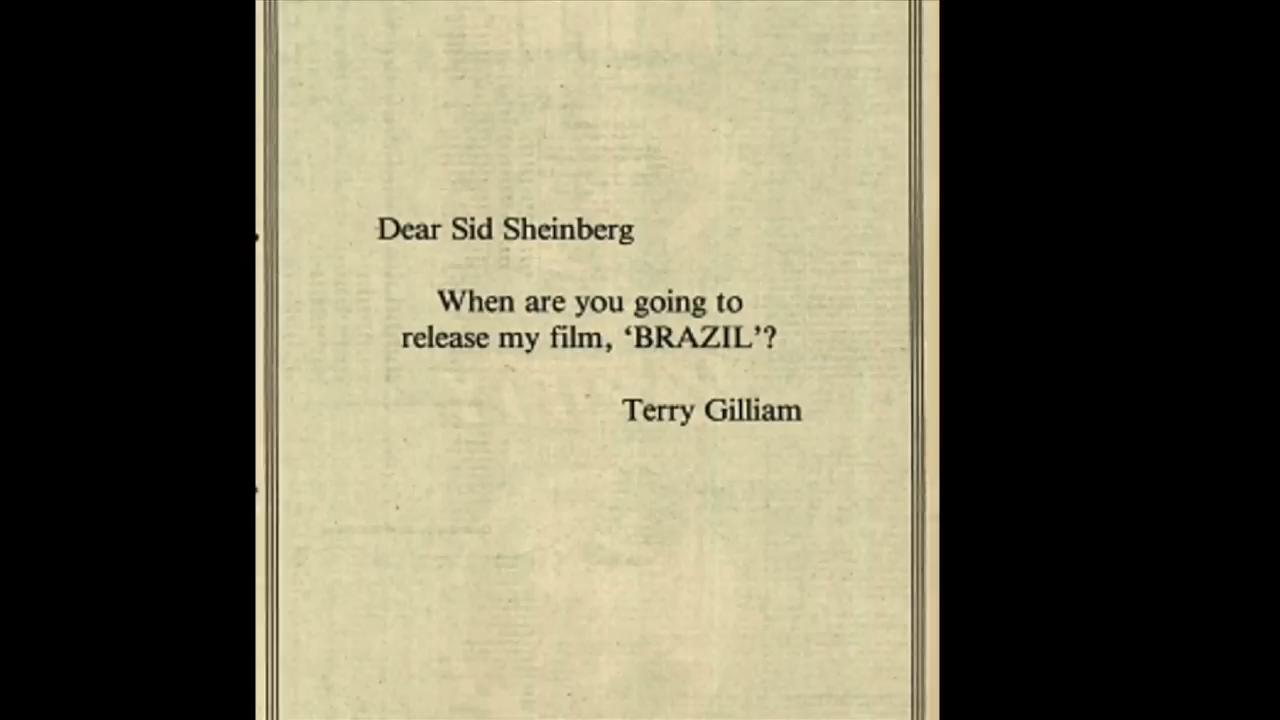 Dear Sid Sheinberg
When are you going to
release my film, ‘BRAZIL’?
Terry Gilliam